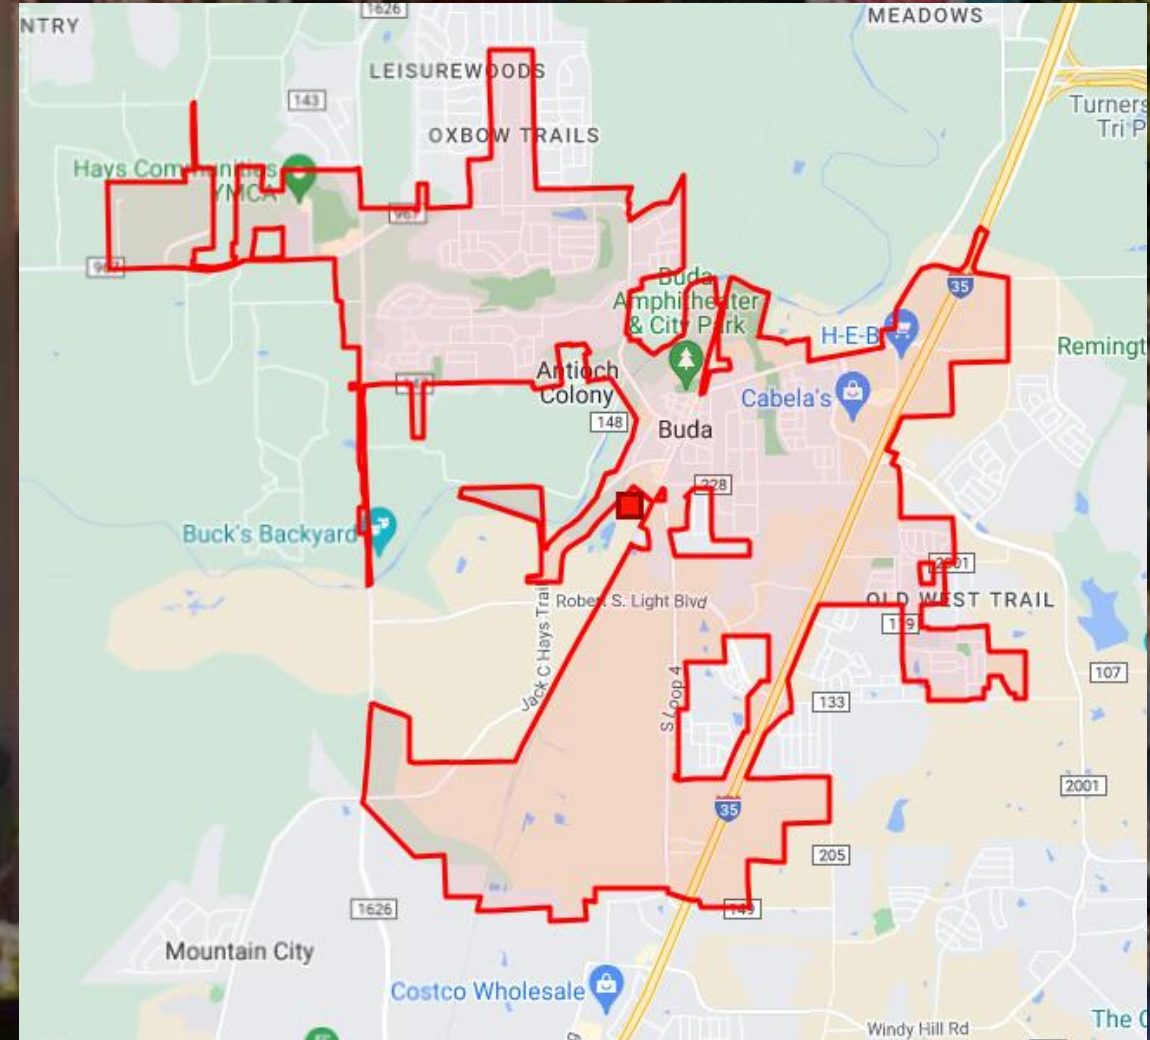 1626
NTRY
MEADOWS
LEISUREWOODS
143
Turners
Tri P
OXBOW TRAILS
Hays Communities
YMCA
967
967
Buda
Amphitheater
& City Park
35
H-E-B
Remingt
Antioch
Colony
Cabela's
148
Buda
228
Buck's Backyard
2001
Robert S. Light Blvd
OLD WEST TRAIL
119
Jack C Hays Trail
S Loop 4
107
133
2001
35
205
1626
149
Mountain City
Costco Wholesale
The
Windy Hill Rd